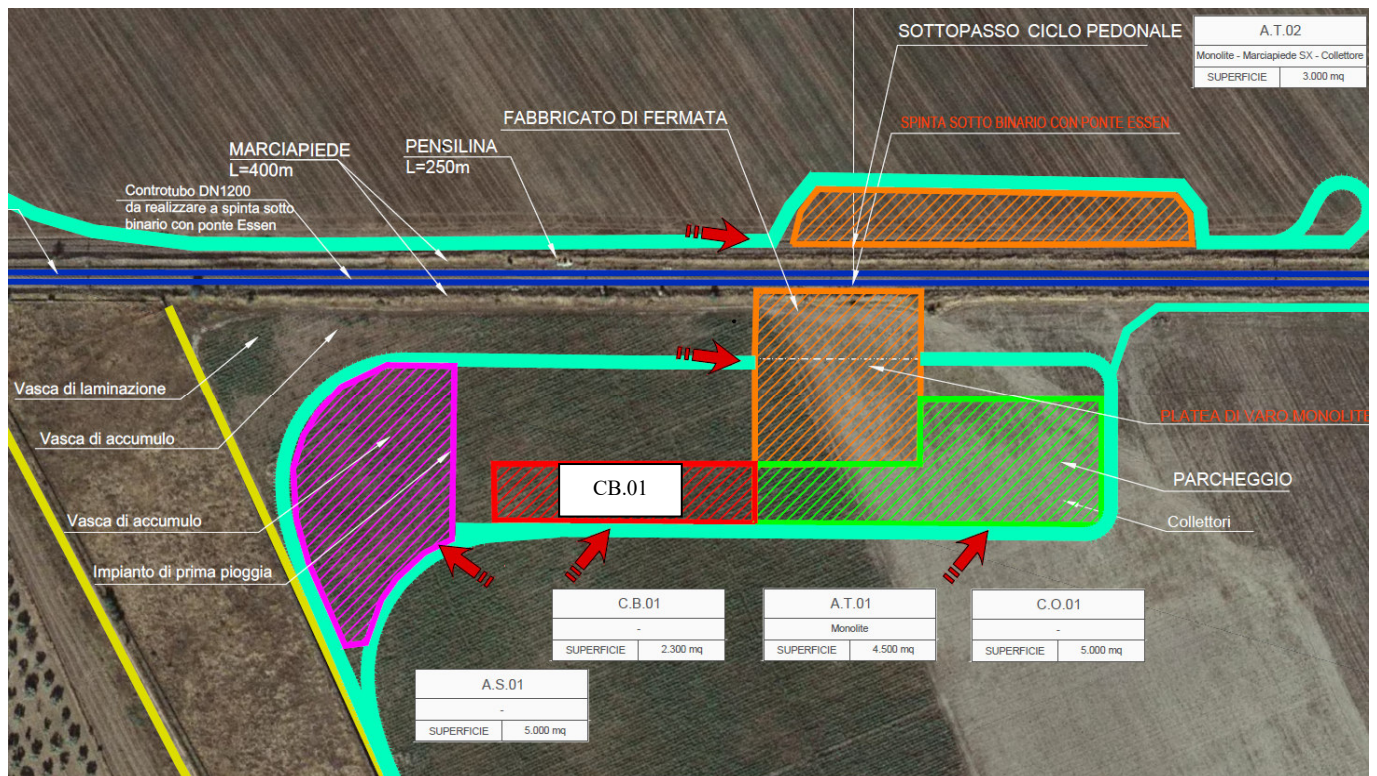 SOTTOPASSO CICLO PEDONALE
A.T.02
Monolite - Marciapiede SX - Collettore
SUPERFICIE 3.000 mq
FABBRICATO DI FERMATA
SPINTA SOTTO BINARIO CON PONTE ESSEN
MARCIAPIEDE
L=400m
PENSILINA
L=250m
Controtubo DN1200
da realizzare a spinta sotto
binario con ponte Essen
Vasca di laminazione
Vasca di accumulo
PLATEA DI VARO MONOLITE
PARCHEGGIO
CB.01
Vasca di accumulo
Collettori
Impianto di prima pioggia
C.B.01
-
SUPERFICIE 2.300 mq
A.T.01
Monolite
SUPERFICIE 4.500 mq
C.O.01
-
SUPERFICIE 5.000 mq
A.S.01
-
SUPERFICIE 5.000 mq